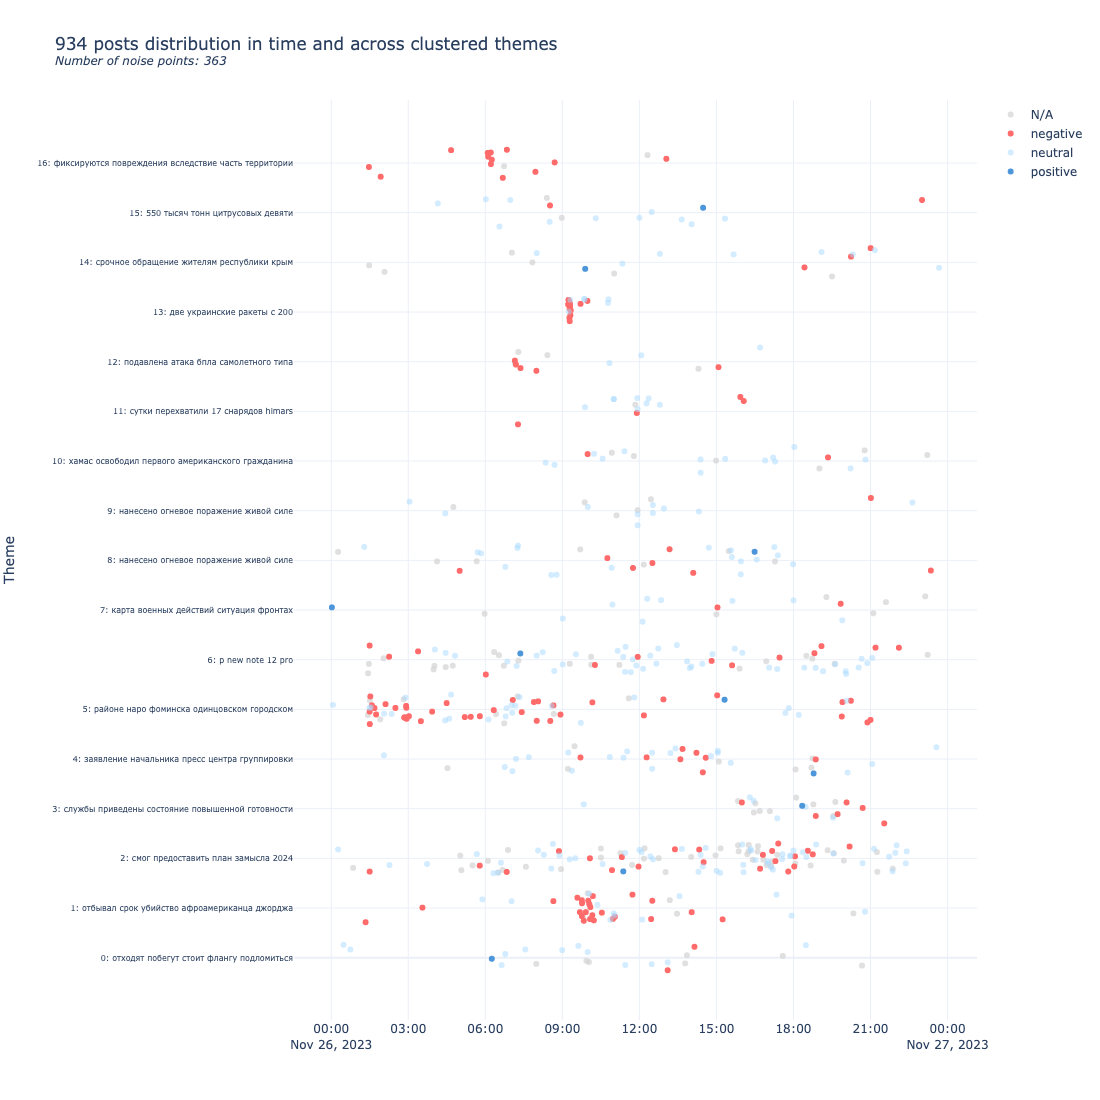 934 posts distribution in time and across clustered themes
Number of noise points: 363
N/A
negative
neutral
positive
Theme
16: фиксируются повреждения вследствие часть территории
15: 550 тысяч тонн цитрусовых девяти
14: срочное обращение жителям республики крым
13: две украинские ракеты с 200
12: подавлена атака бпла самолетного типа
11: сутки перехватили 17 снарядов himars
10: хамас освободил первого американского гражданина
9: нанесено огневое поражение живой силе
8: нанесено огневое поражение живой силе
7: карта военных действий ситуация фронтах
6: p new note 12 pro
5: районе наро фоминска одинцовском городском
4: заявление начальника пресс центра группировки
3: службы приведены состояние повышенной готовности
2: смог предоставить план замысла 2024
1: отбывал срок убийство афроамериканца джорджа
0: отходят побегут стоит флангу подломиться
00:00 03:00 06:00 09:00 12:00 15:00 18:00 21:00 00:00
Nov 26, 2023 Nov 27, 2023